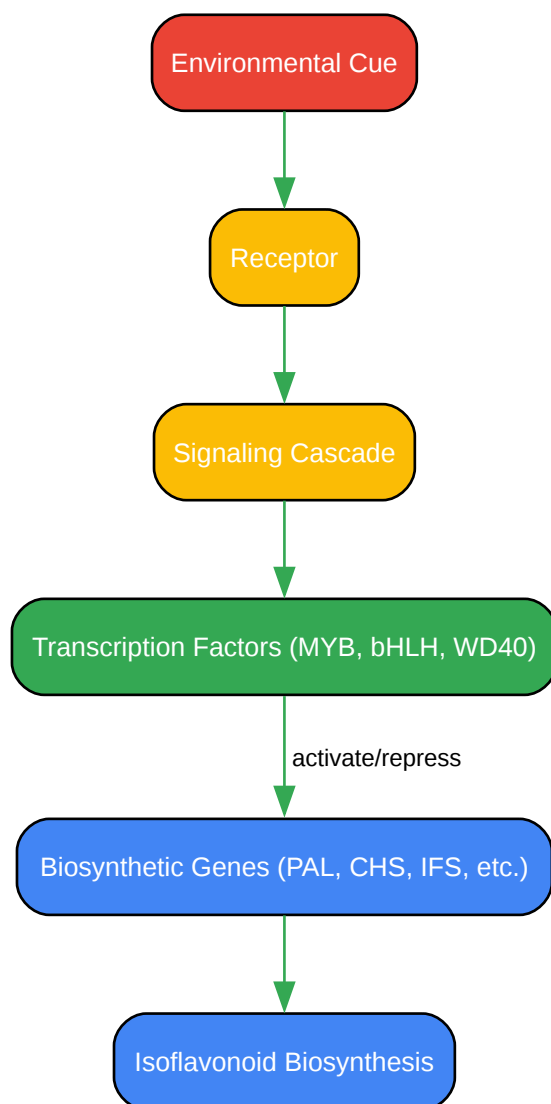 Environmental Cue
Receptor
Signaling Cascade
Transcription Factors (MYB, bHLH, WD40)
activate/repress
Biosynthetic Genes (PAL, CHS, IFS, etc.)
Isoflavonoid Biosynthesis